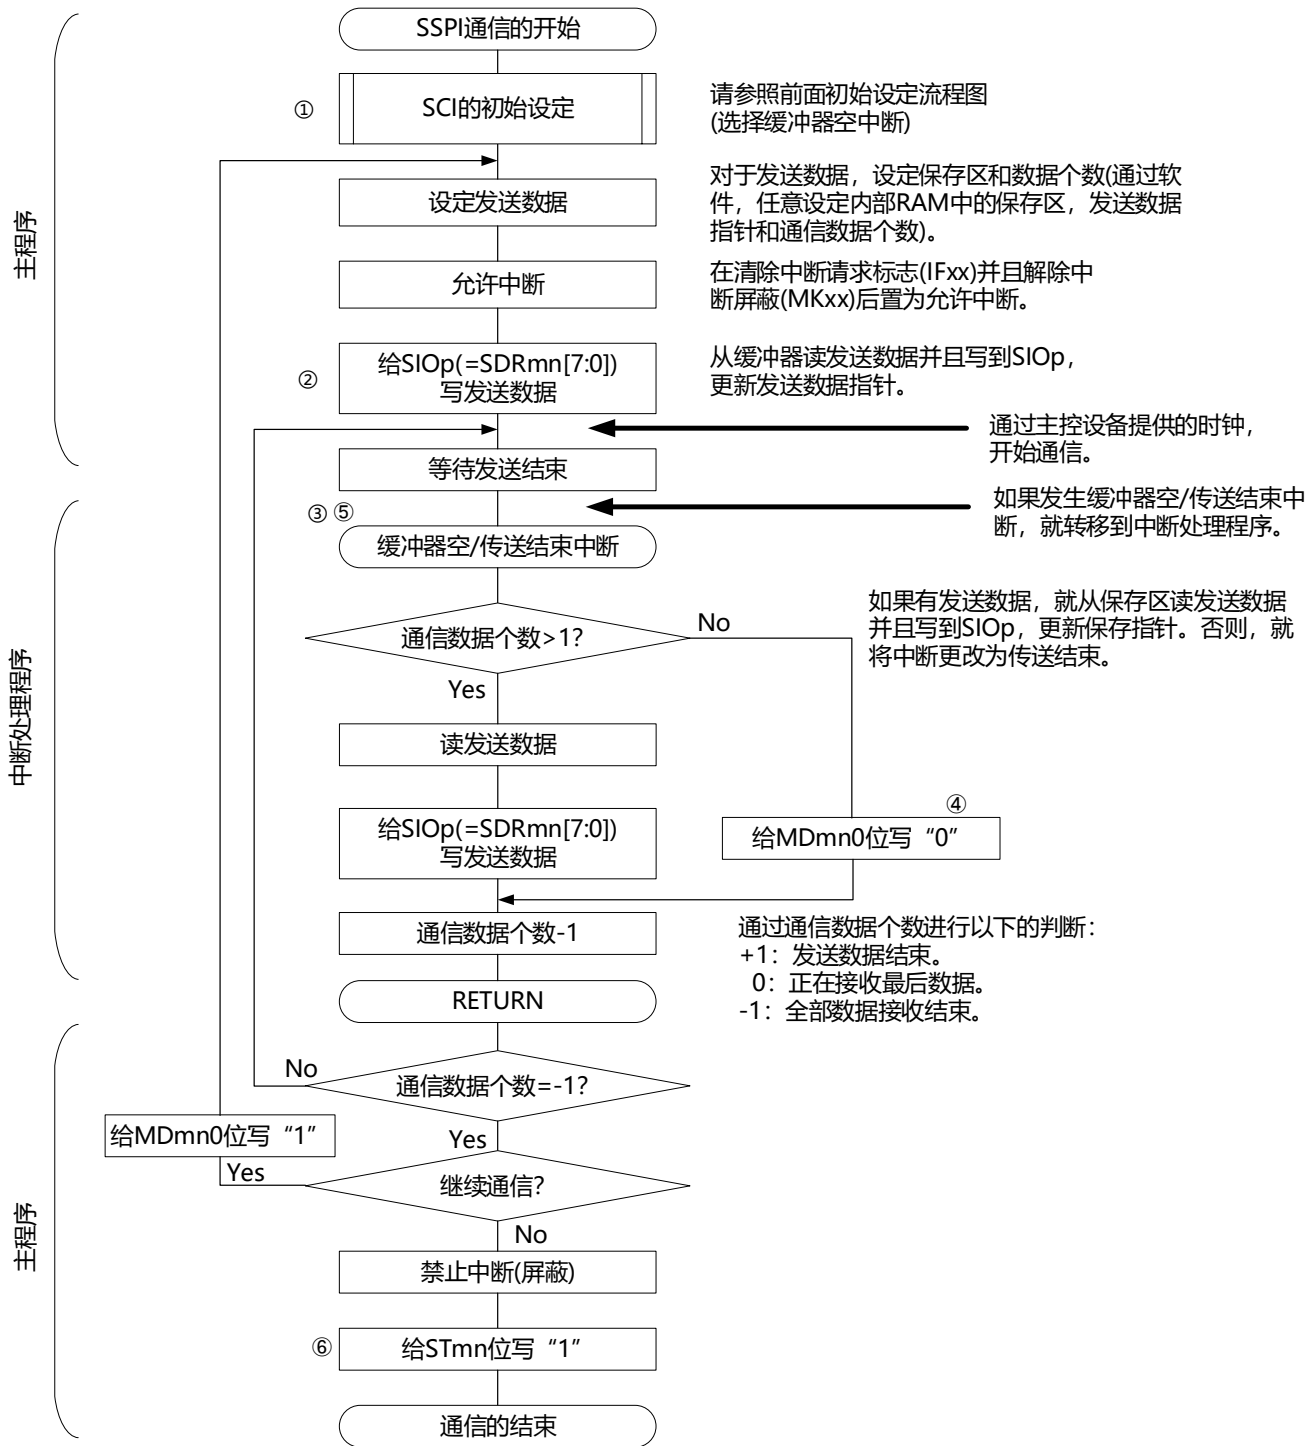 SSPI通信的开始
①
SCI的初始设定
请参照前面初始设定流程图
(选择缓冲器空中断)
设定发送数据
对于发送数据，设定保存区和数据个数(通过软
件，任意设定内部RAM中的保存区，发送数据
指针和通信数据个数)。
主程序
允许中断
在清除中断请求标志(IFxx)并且解除中
断屏蔽(MKxx)后置为允许中断。
②
给SIOp(=SDRmn[7:0])
写发送数据
从缓冲器读发送数据并且写到SIOp，
更新发送数据指针。
通过主控设备提供的时钟，
开始通信。
等待发送结束
③ ⑤
如果发生缓冲器空/传送结束中
断，就转移到中断处理程序。
缓冲器空/传送结束中断
通信数据个数>1?
No
如果有发送数据，就从保存区读发送数据
并且写到SIOp，更新保存指针。否则，就
将中断更改为传送结束。
Yes
中断处理程序
读发送数据
④
给SIOp(=SDRmn[7:0])
写发送数据
给MDmn0位写“0”
通信数据个数-1
通过通信数据个数进行以下的判断：
+1：发送数据结束。
0：正在接收最后数据。
-1：全部数据接收结束。
RETURN
No
通信数据个数=-1?
给MDmn0位写“1”
Yes
Yes
继续通信?
主程序
No
禁止中断(屏蔽)
⑥
给STmn位写“1”
通信的结束